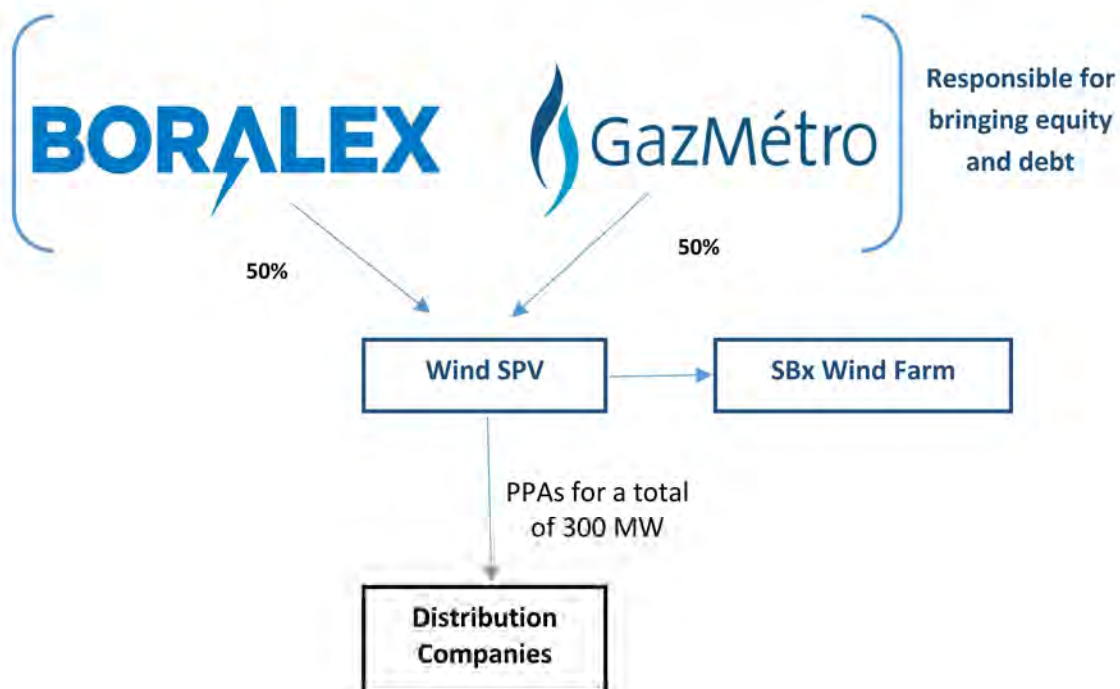 BORALEX
GazMétro
Responsible for
bringing equity
and debt
50%
50%
Wind SPV
SBx Wind Farm
PPAs for a total
of 300 MW
Distribution
Companies